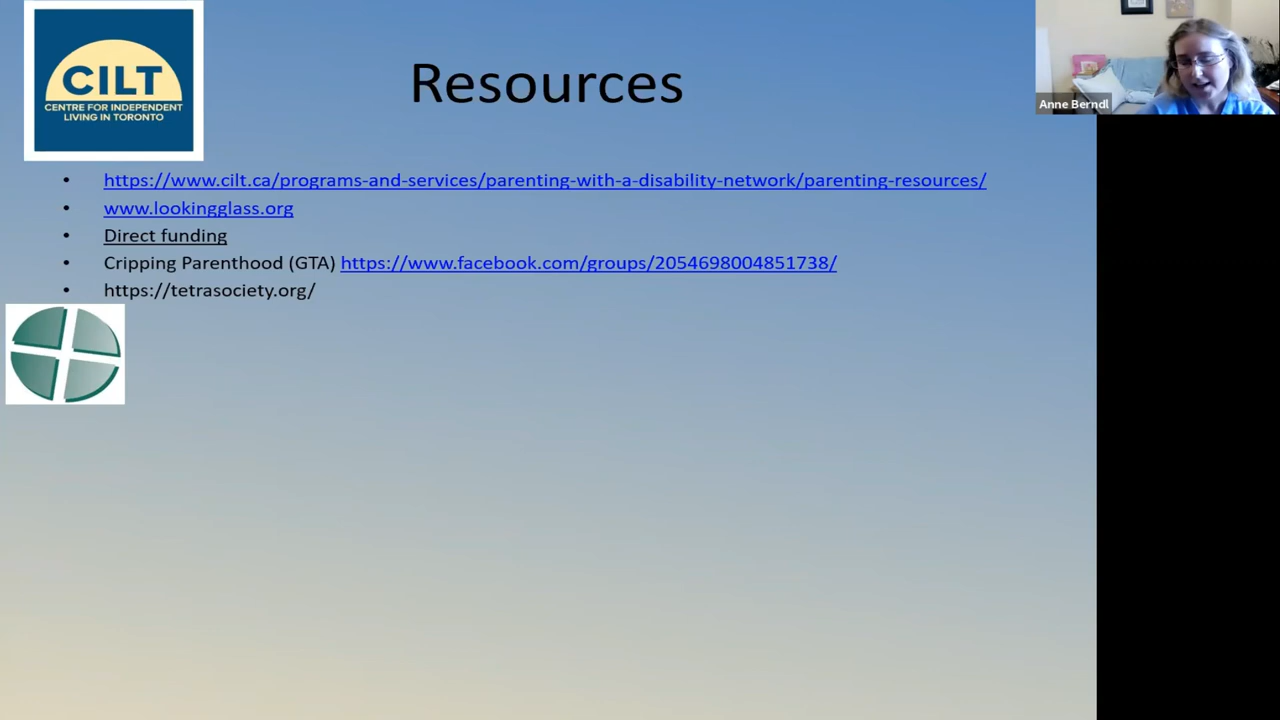 CILT
CENTRE FOR INDEPENDENT
LIVING IN TORONTO
Resources
Anne Berndl
• https://www.cilt.ca/programs-and-services/parenting-with-a-disability-network/parenting-resources/
• www.lookingglass.org
• Direct funding
• Cripping Parenthood (GTA) https://www.facebook.com/groups/2054698004851738/
• https://tetrasociety.org/